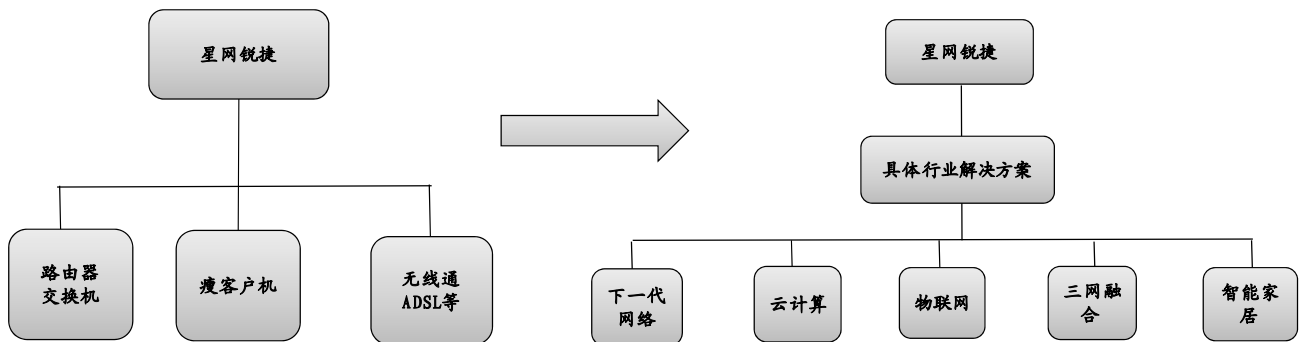 星网锐捷
路由器
交换机
瘦客户机
无线通
ADSL等
星网锐捷
具体行业解决方案
下一代
网络
云计算
物联网
三网融
合
智能家
居